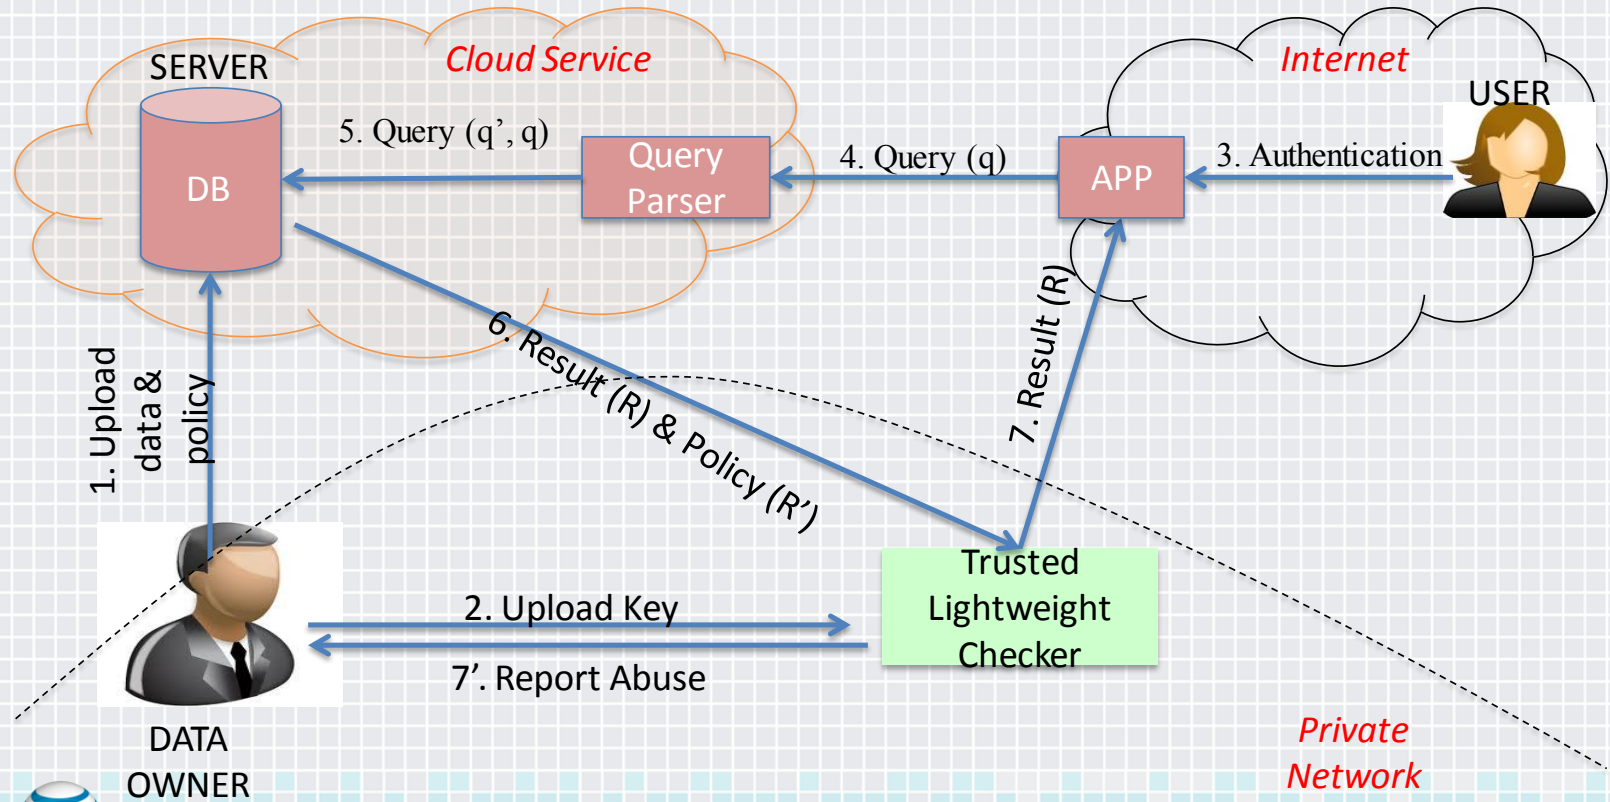 Cloud Service
Internet
SERVER
USER
5. Query (q’, q)
4. Query (q)
3. Authentication
DB
Query
Parser
APP
6. Result (R) & Policy (R’)
7. Result (R)
1. Upload
data &
policy
Trusted
Lightweight
Checker
2. Upload Key
7’. Report Abuse
DATA
OWNER
Private
Network